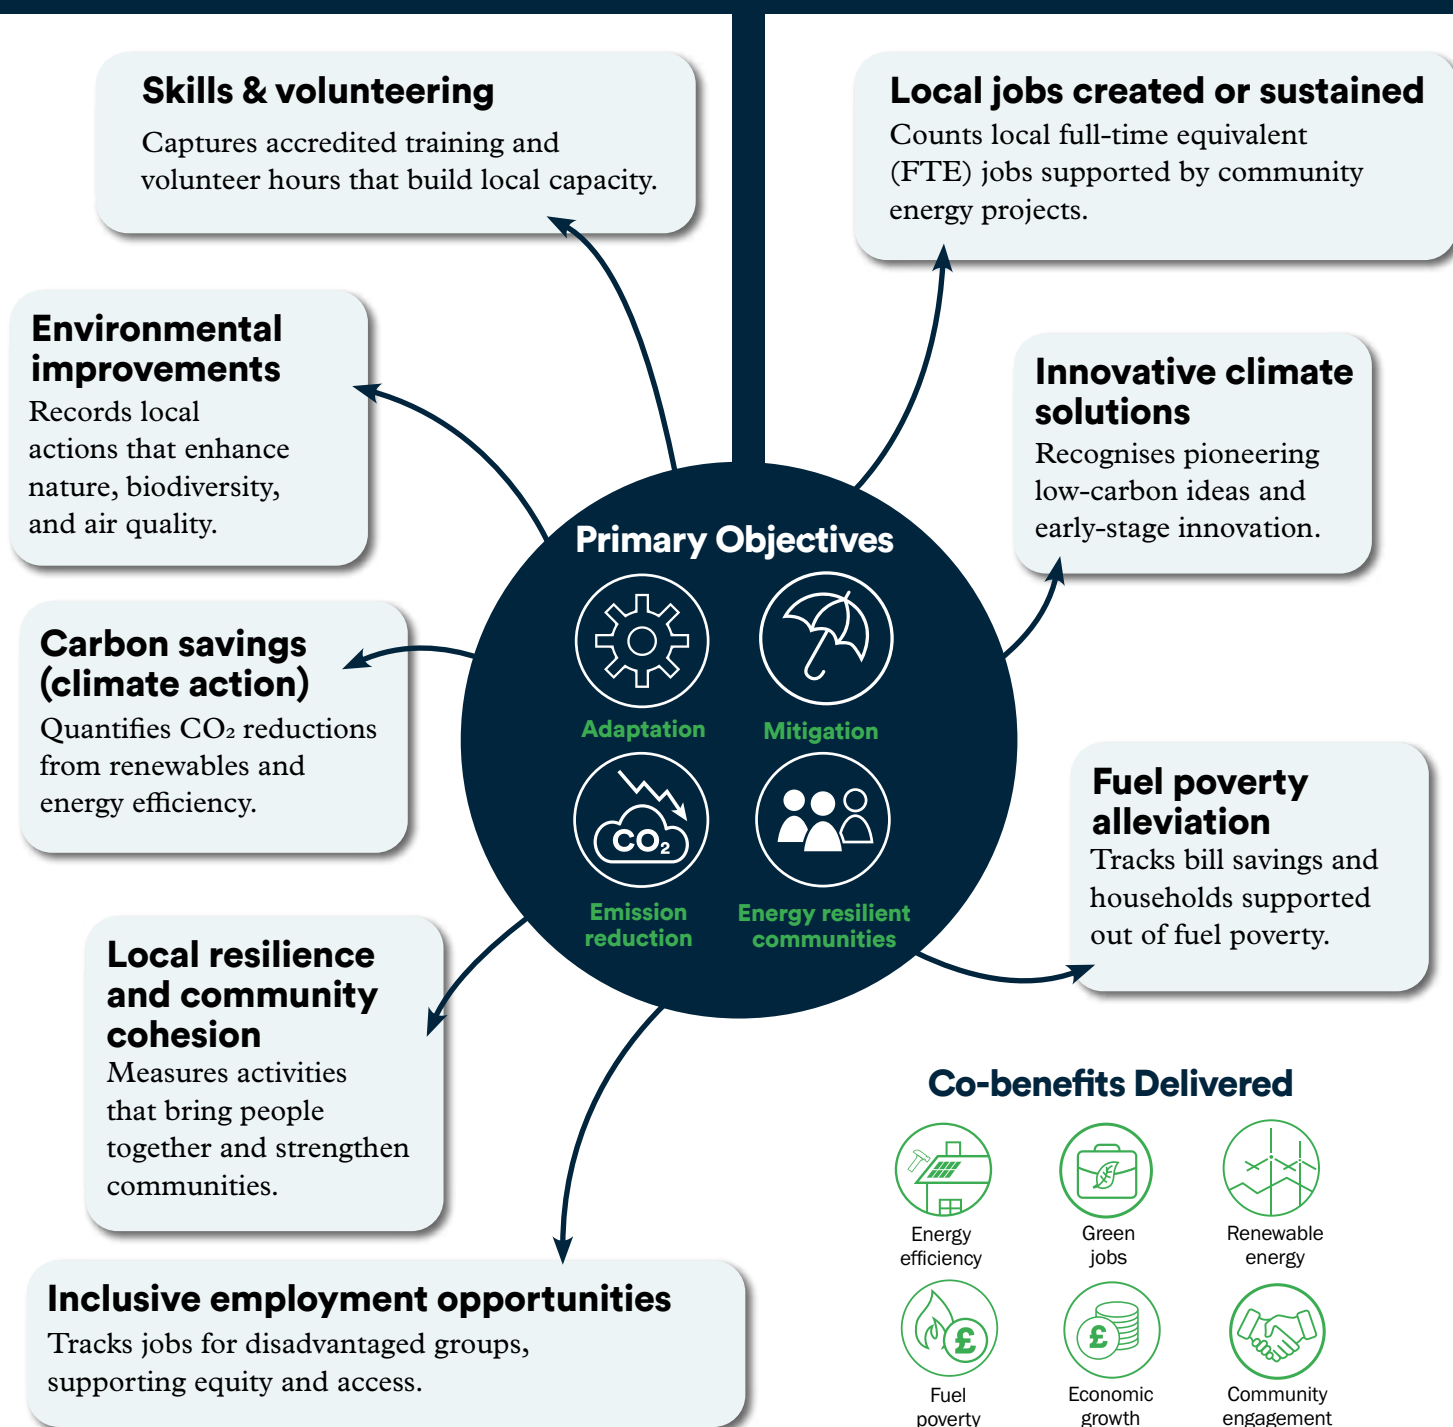 Skills & volunteering
Captures accredited training and
volunteer hours that build local capacity.
Local jobs created or sustained
Counts local full-time equivalent
(FTE) jobs supported by community
energy projects.
Environmental
improvements
Records local
actions that enhance
nature, biodiversity,
and air quality.
Innovative climate
solutions
Recognises pioneering
low-carbon ideas and
early-stage innovation.
Primary Objectives
Adaptation
Mitigation
CO₂
Emission
reduction
Energy resilient
communities
Carbon savings
(climate action)
Quantifies CO₂ reductions
from renewables and
energy efficiency.
Fuel poverty
alleviation
Tracks bill savings and
households supported
out of fuel poverty.
Local resilience
and community
cohesion
Measures activities
that bring people
together and strengthen
communities.
Inclusive employment opportunities
Tracks jobs for disadvantaged groups,
supporting equity and access.
Co-benefits Delivered
Energy
efficiency
Green
jobs
Renewable
energy
£
Fuel
poverty
£
Economic
growth
Community
engagement